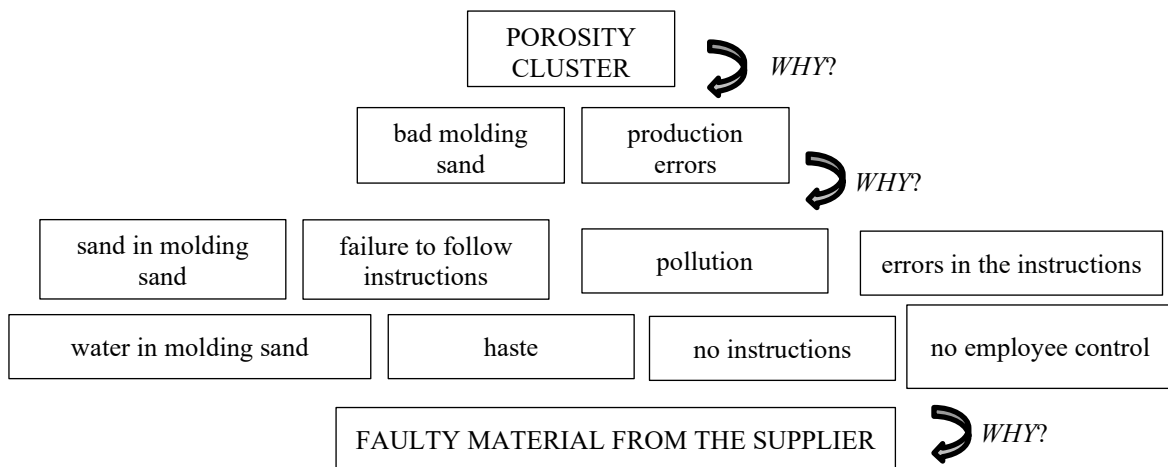 POROSITY
CLUSTER
WHY?
bad molding
sand
production
errors
WHY?
sand in molding
sand
failure to follow
instructions
pollution
errors in the instructions
water in molding sand
haste
no instructions
no employee control
FAULTY MATERIAL FROM THE SUPPLIER
WHY?